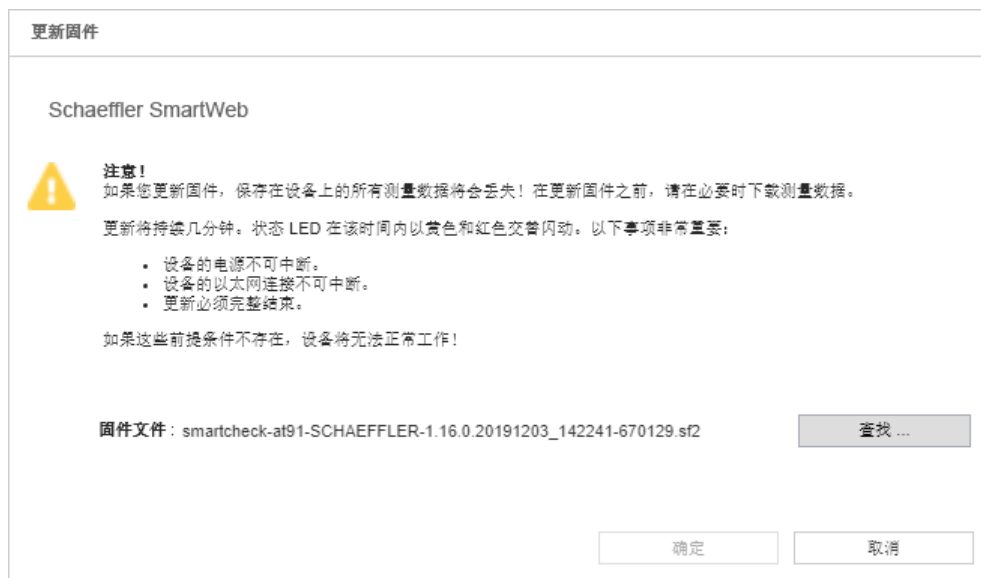 更新固件
Schaeffler SmartWeb
注意！
如果您更新固件，保存在设备上的所有测量数据将会丢失！在更新固件之前，请在必要时下载测量数据。
更新将持续几分钟。状态 LED 在该时间内以黄色和红色交替闪动。以下事项非常重要：
• 设备的电源不可中断。
• 设备的以太网连接不可中断。
• 更新必须完整结束。
如果这些前提条件不存在，设备将无法正常工作！
固件文件： smartcheck-at91-SCHAEFFLER-1.16.0.20191203_142241-670129.sf2 查找 ...
确定 取消